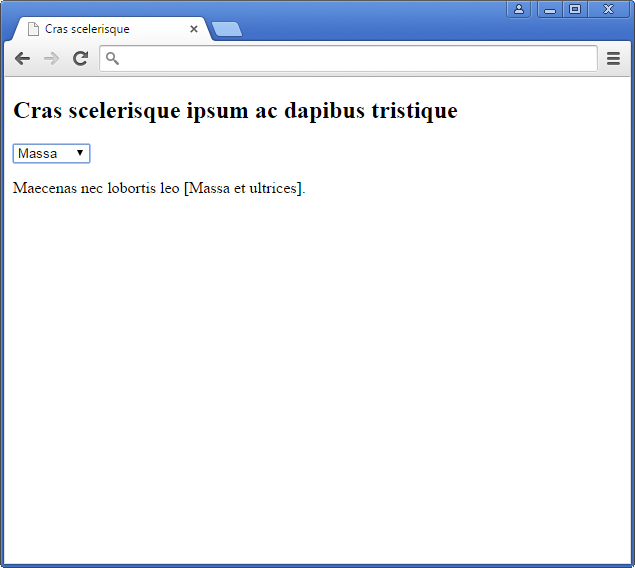 Cras scelerisque
Cras scelerisque ipsum ac dapibus tristique
Massa
Maecenas nec lobortis leo [Massa et ultrices].